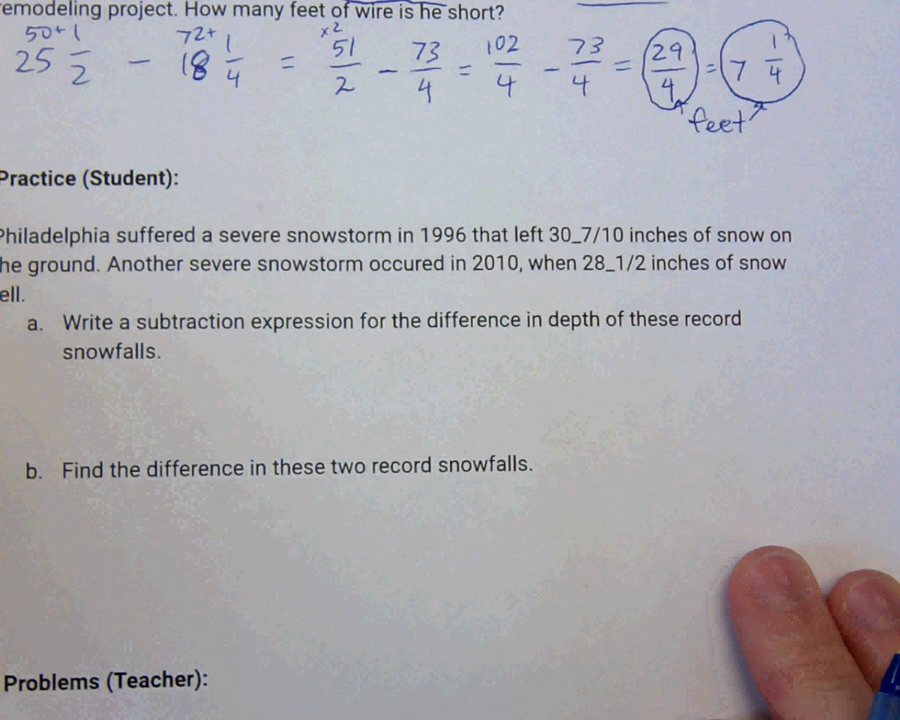 emodeling project. How many feet of wire is he short?
50+1 72+1 x2
25 1/2 - 18 1/4 = 51/2 - 73/4 = 102/4 - 73/4 = 29/4 = 7 1/4
feet
Practice (Student):
Philadelphia suffered a severe snowstorm in 1996 that left 30_7/10 inches of snow on
he ground. Another severe snowstorm occured in 2010, when 28_1/2 inches of snow
ell.
a. Write a subtraction expression for the difference in depth of these record
snowfalls.
b. Find the difference in these two record snowfalls.
Problems (Teacher):